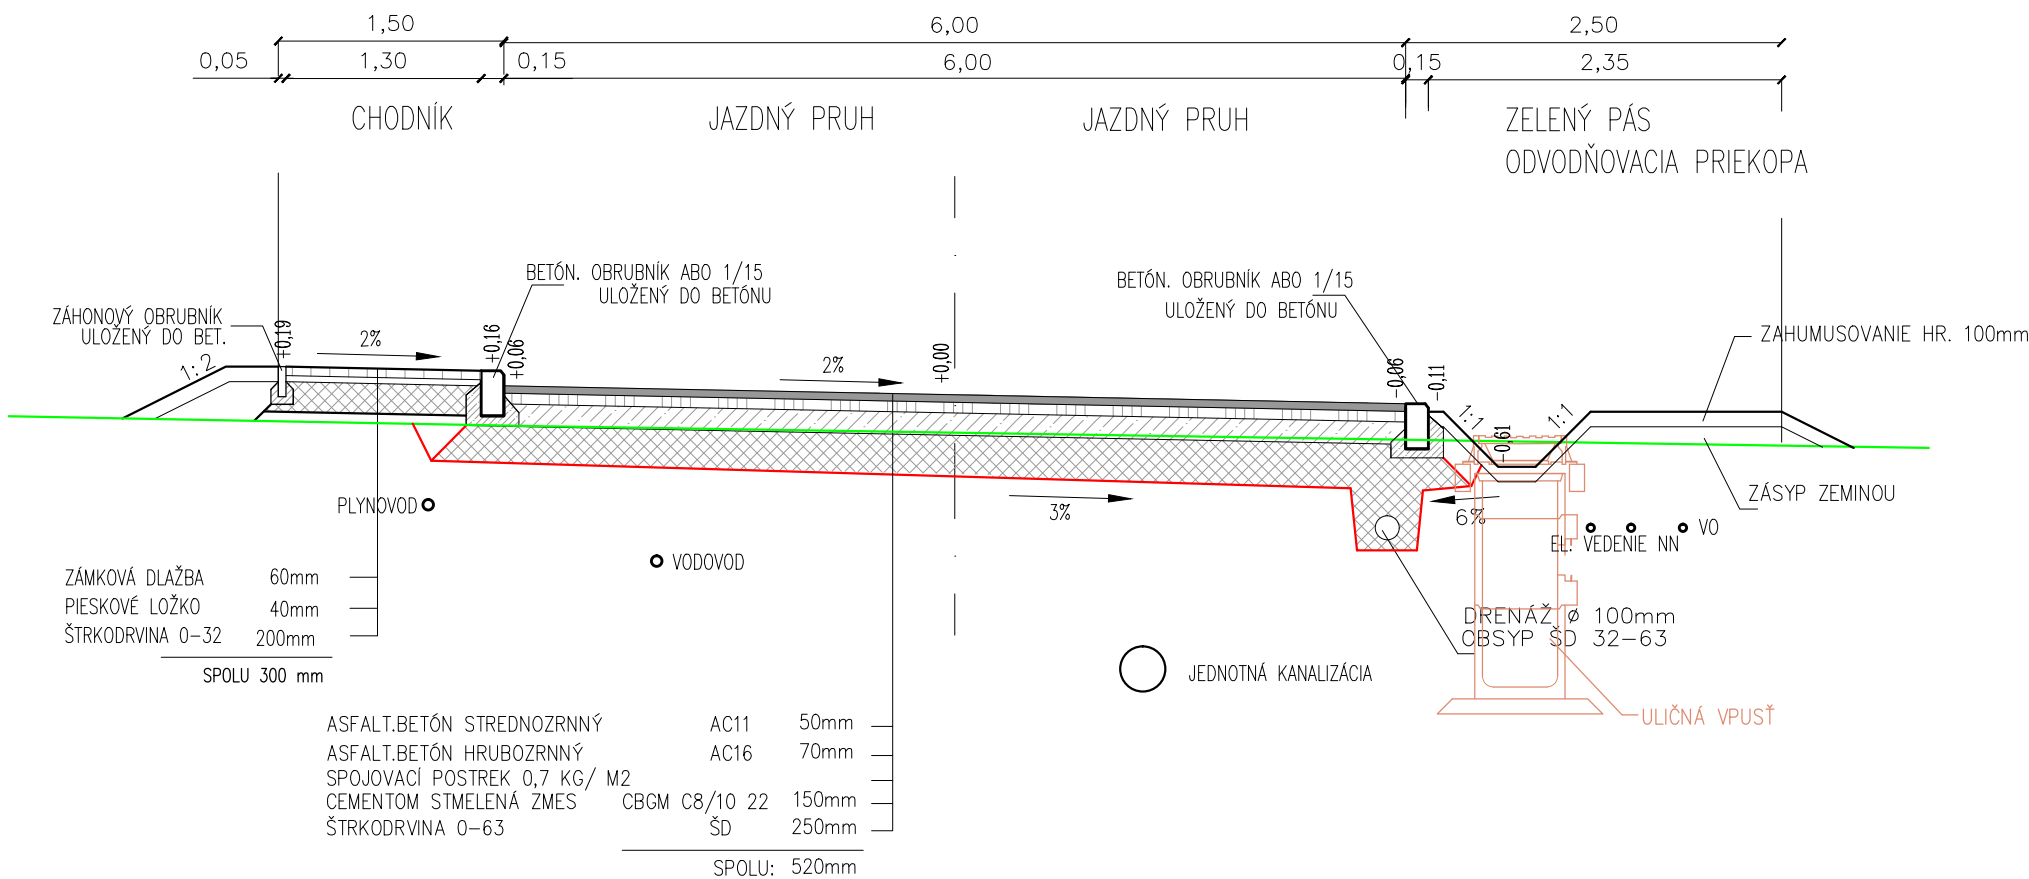 1,50
6,00
2,50
0,05
1,30
0,15
6,00
0,15
2,35
CHODNÍK
JAZDNÝ PRUH
JAZDNÝ PRUH
ZELENÝ PÁS
ODVODŇOVACIA PRIEKOPA
BETÓN. OBRUBNÍK ABO 1/15
ULOŽENÝ DO BETÓNU
BETÓN. OBRUBNÍK ABO 1/15
ULOŽENÝ DO BETÓNU
ZÁHONOVÝ OBRUBNÍK
ULOŽENÝ DO BET.
ZAHUMUSOVANIE HR. 100mm
1:2
+0,19
2%
+0,16
+0,06
2%
+0,00
-0,06
-0,11
1:1
-0,61
1:1
ZÁSYP ZEMINOU
PLYNOVOD
3%
6%
VO
EL. VEDENIE NN
VODOVOD
ZÁMKOVÁ DLAŽBA 60mm
PIESKOVÉ LOŽKO 40mm
ŠTRKODRVINA 0-32 200mm
SPOLU 300 mm
DRENÁŽ ø 100mm
OBSYP ŠD 32-63
JEDNOTNÁ KANALIZÁCIA
ULIČNÁ VPUSŤ
ASFALT.BETÓN STREDNOZRNNÝ AC11 50mm
ASFALT.BETÓN HRUBOZRNNÝ AC16 70mm
SPOJOVACÍ POSTREK 0,7 KG/ M2
CEMENTOM STMELENÁ ZMES CBGM C8/10 22 150mm
ŠTRKODRVINA 0-63 ŠD 250mm
SPOLU: 520mm